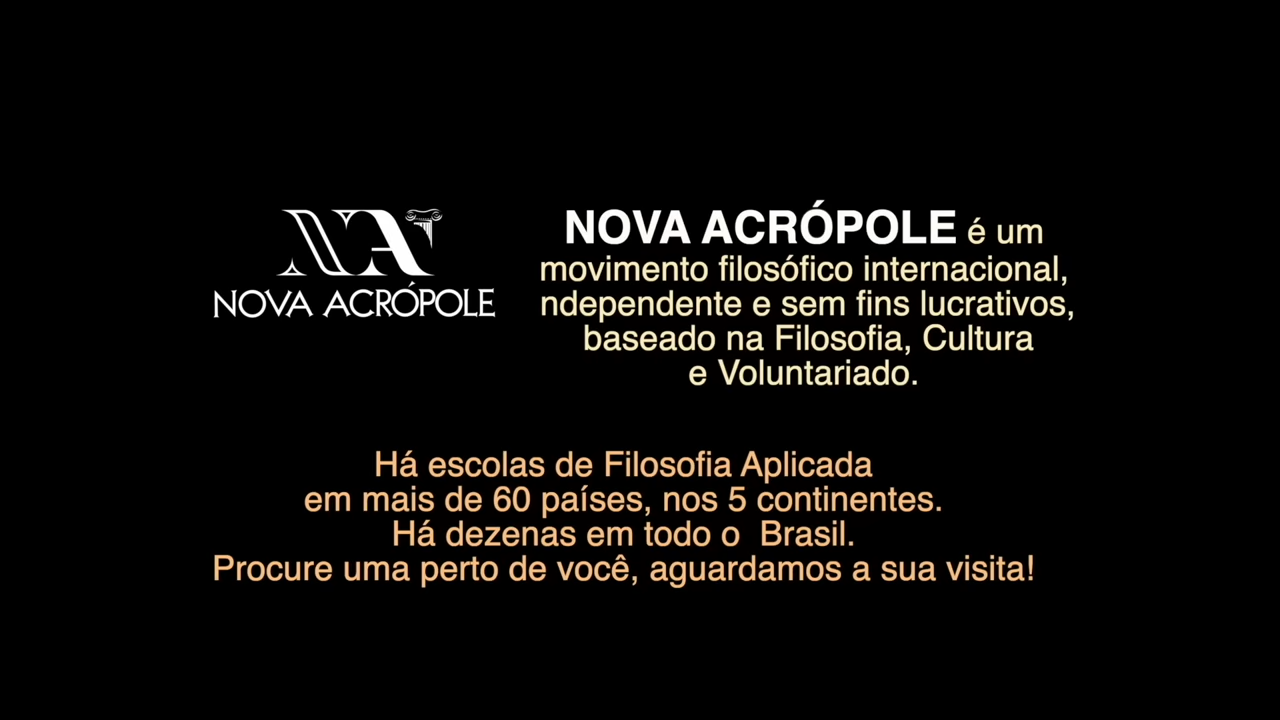 NA
NOVA ACRÓPOLE
NOVA ACRÓPOLE é um
movimento filosófico internacional,
ndependente e sem fins lucrativos,
baseado na Filosofia, Cultura
e Voluntariado.
Há escolas de Filosofia Aplicada
em mais de 60 países, nos 5 continentes.
Há dezenas em todo o  Brasil.
Procure uma perto de você, aguardamos a sua visita!